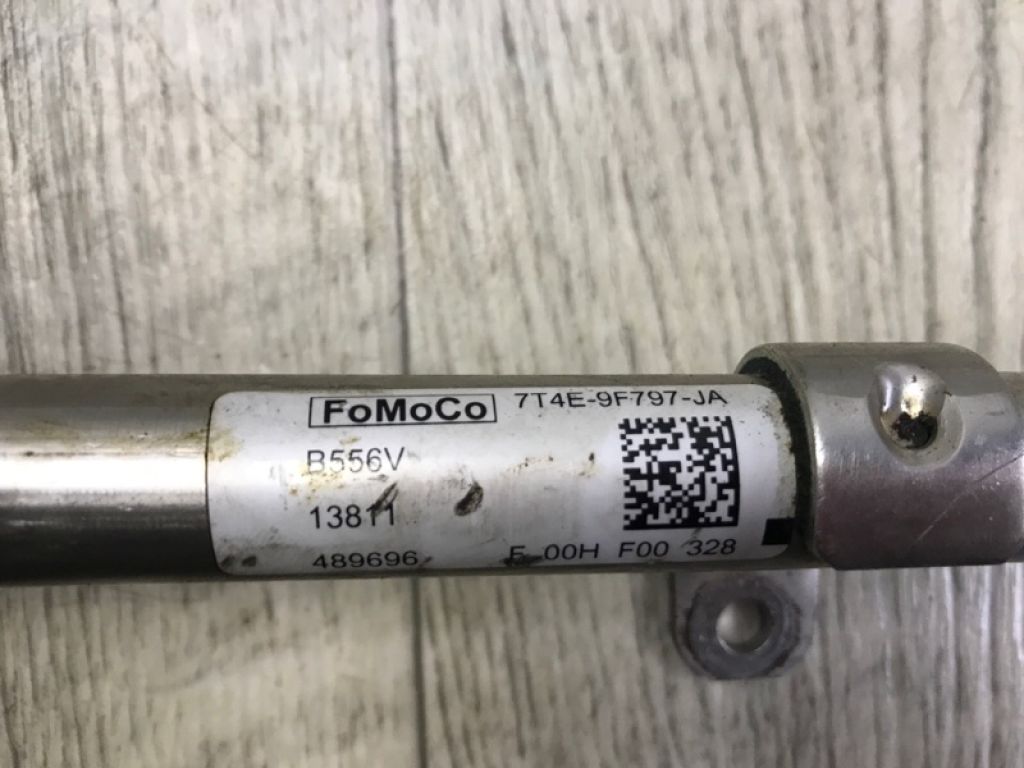 FoMoCo 7T4E-9F797-JA
B556V
13811
489696 F 00H F00 328